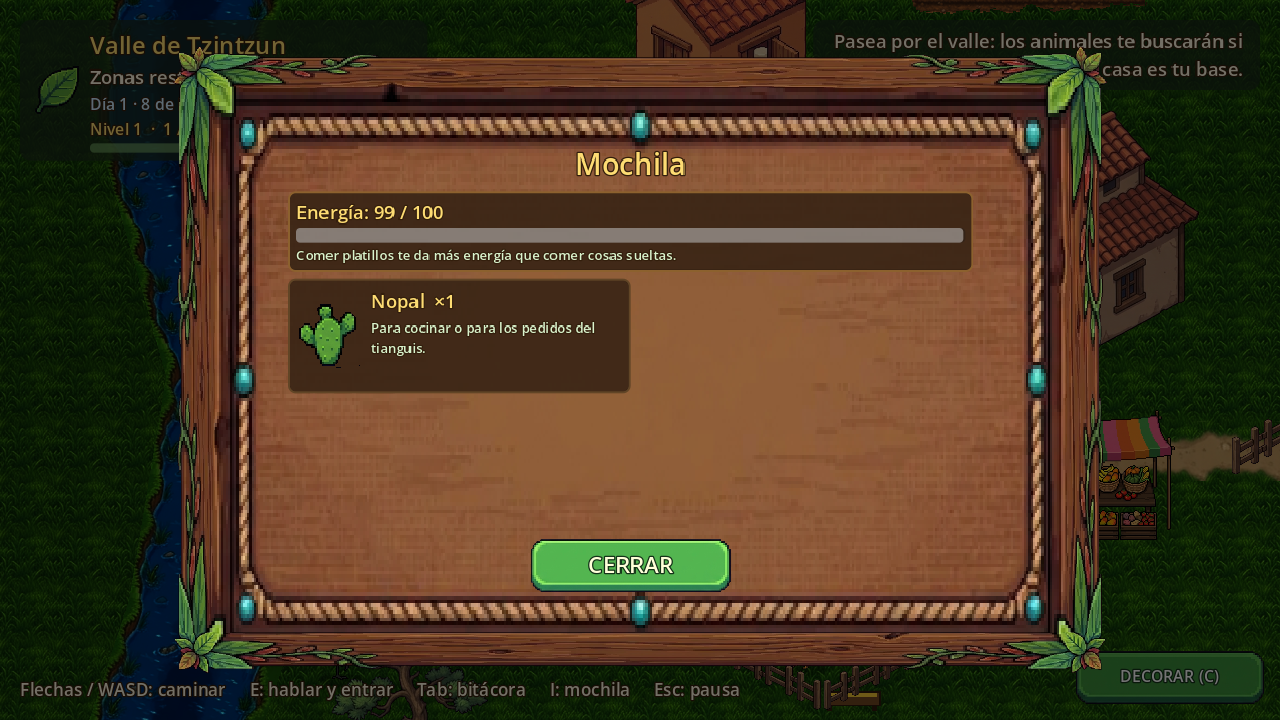 Valle de Tzintzun
Zonas
Día 1 · 8 de
Nivel 1 · 1
Pasea por el valle: los animales te buscarán si
casa es tu base.
Mochila
Energía: 99 / 100
Comer platillos te da más energía que comer cosas sueltas.
Nopal ×1
Para cocinar o para los pedidos del
tianguis.
CERRAR
Flechas / WASD: caminar E: hablar y entrar Tab: bitácora I: mochila Esc: pausa
DECORAR (C)